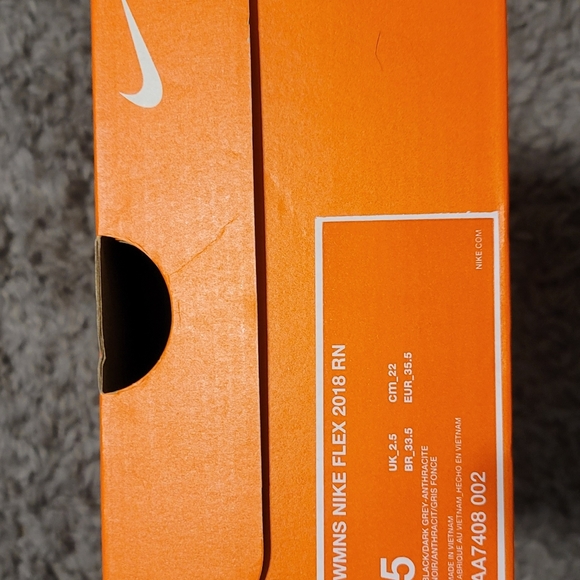 WMNS NIKE FLEX 2018 RN
5
UK_2.5
cm_22
BR_33.5
EUR_35.5
BLACK/DARK GREY-ANTHRACITE
NOIR/ANTHRACIT/GRIS FONCE
MADE IN VIETNAM
FABRIQUE AU VIETNAM, HECHO EN VIETNAM
AA7408 002
NIKE.COM